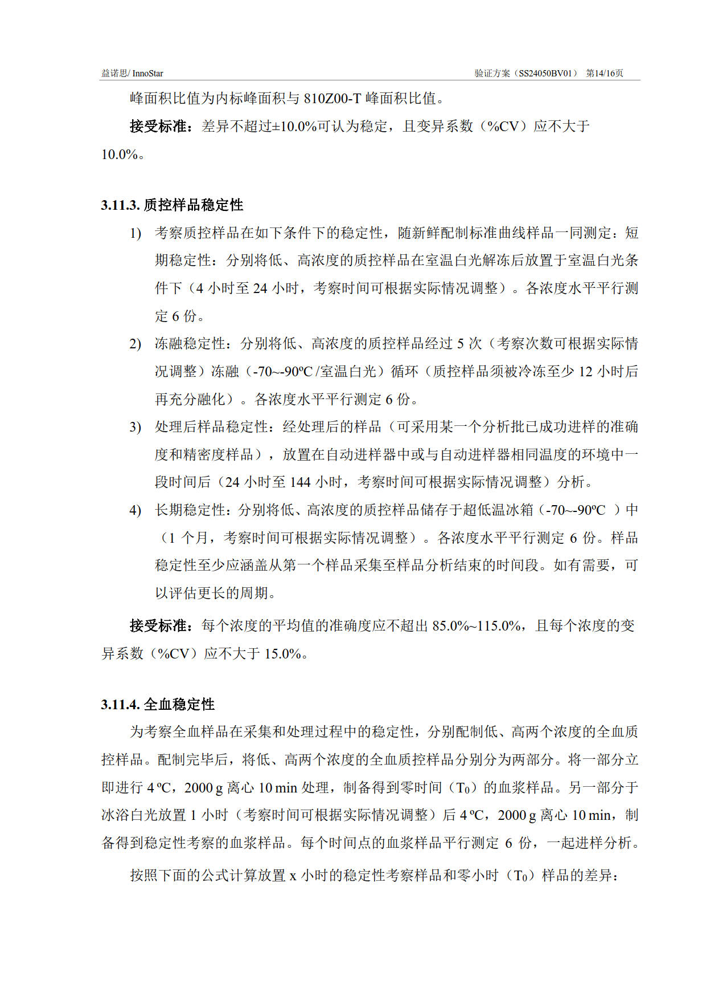 益诺思/ InnoStar 验证方案（SS24050BV01） 第14/16页
峰面积比值为内标峰面积与 810Z00-T 峰面积比值。
接受标准：差异不超过±10.0%可认为稳定，且变异系数（%CV）应不大于
10.0%。
3.11.3. 质控样品稳定性
1) 考察质控样品在如下条件下的稳定性，随新鲜配制标准曲线样品一同测定：短
期稳定性：分别将低、高浓度的质控样品在室温白光解冻后放置于室温白光条
件下（4 小时至 24 小时，考察时间可根据实际情况调整）。各浓度水平平行测
定 6 份。
2) 冻融稳定性：分别将低、高浓度的质控样品经过 5 次（考察次数可根据实际情
况调整）冻融（-70~-90ºC /室温白光）循环（质控样品须被冷冻至少 12 小时后
再充分融化）。各浓度水平平行测定 6 份。
3) 处理后样品稳定性：经处理后的样品（可采用某一个分析批已成功进样的准确
度和精密度样品），放置在自动进样器中或与自动进样器相同温度的环境中一
段时间后（24 小时至 144 小时，考察时间可根据实际情况调整）分析。
4) 长期稳定性：分别将低、高浓度的质控样品储存于超低温冰箱（-70~-90ºC ）中
（1 个月，考察时间可根据实际情况调整）。各浓度水平平行测定 6 份。样品
稳定性至少应涵盖从第一个样品采集至样品分析结束的时间段。如有需要，可
以评估更长的周期。
接受标准：每个浓度的平均值的准确度应不超出 85.0%~115.0%，且每个浓度的变
异系数（%CV）应不大于 15.0%。
3.11.4. 全血稳定性
为考察全血样品在采集和处理过程中的稳定性，分别配制低、高两个浓度的全血质
控样品。配制完毕后，将低、高两个浓度的全血质控样品分别分为两部分。将一部分立
即进行 4 ºC，2000 g 离心 10 min 处理，制备得到零时间（T₀）的血浆样品。另一部分于
冰浴白光放置 1 小时（考察时间可根据实际情况调整）后 4 ºC，2000 g 离心 10 min，制
备得到稳定性考察的血浆样品。每个时间点的血浆样品平行测定 6 份，一起进样分析。
按照下面的公式计算放置 x 小时的稳定性考察样品和零小时（T₀）样品的差异：